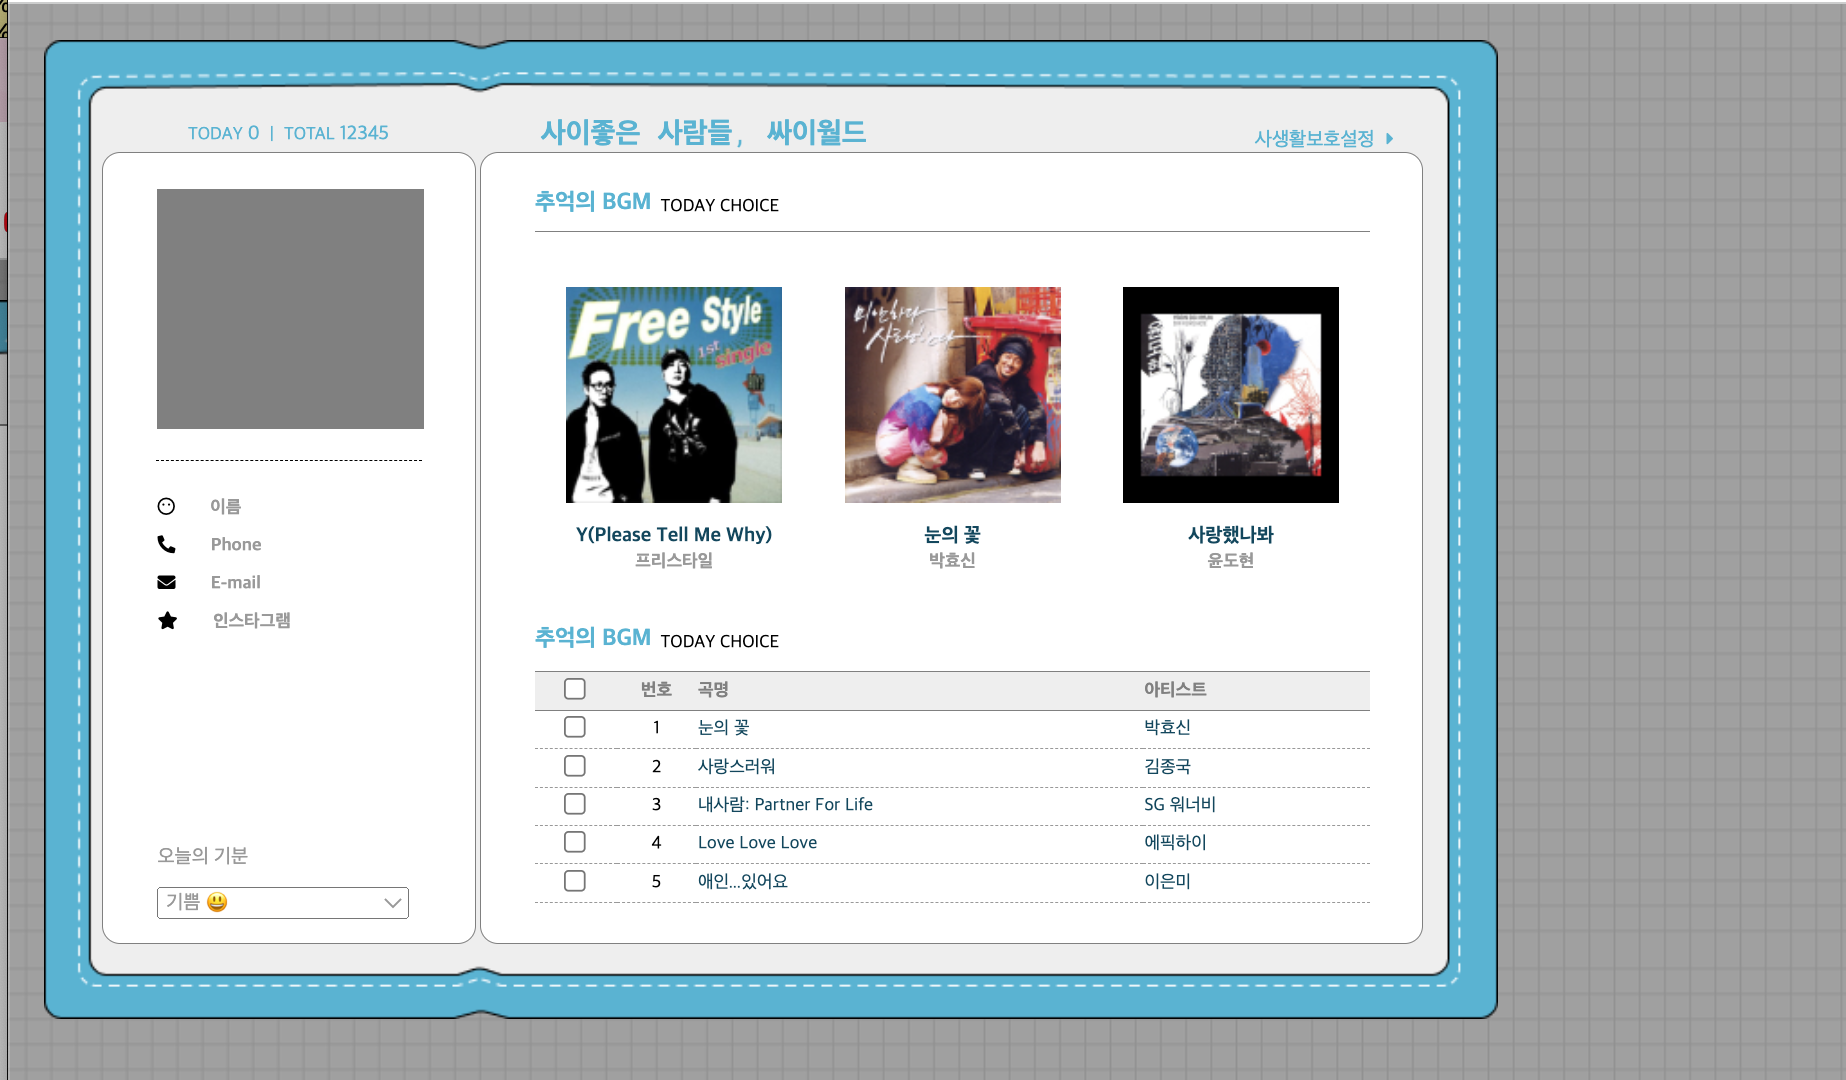 TODAY 0 | TOTAL 12345
사이좋은 사람들, 싸이월드
사생활보호설정
이름
Phone
E-mail
인스타그램
오늘의 기분
기쁨 😃
추억의 BGM TODAY CHOICE
Free Style
1st single
미안하다
사랑한다
Y(Please Tell Me Why)
프리스타일
눈의 꽃
박효신
사랑했나봐
윤도현
추억의 BGM TODAY CHOICE
번호 곡명 아티스트
1 눈의 꽃 박효신
2 사랑스러워 김종국
3 내사람: Partner For Life SG 워너비
4 Love Love Love 에픽하이
5 애인...있어요 이은미